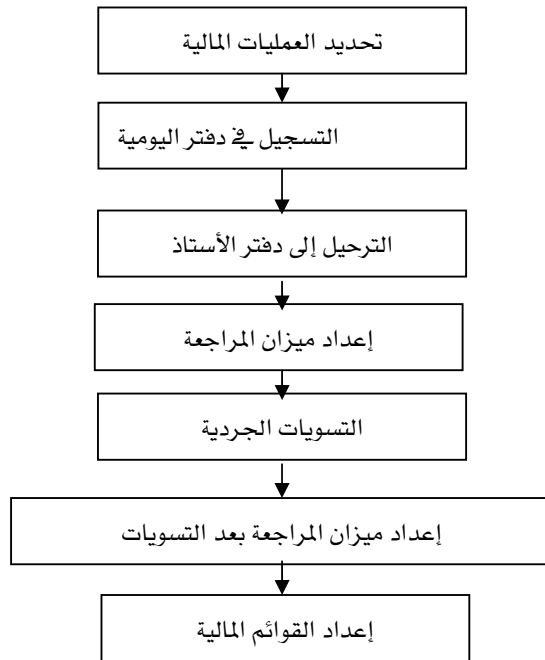 تحديد العمليات المالية
التسجيل في دفتر اليومية
الترحيل إلى دفتر الأستاذ
إعداد ميزان المراجعة
التسويات الجردية
إعداد ميزان المراجعة بعد التسويات
إعداد القوائم المالية